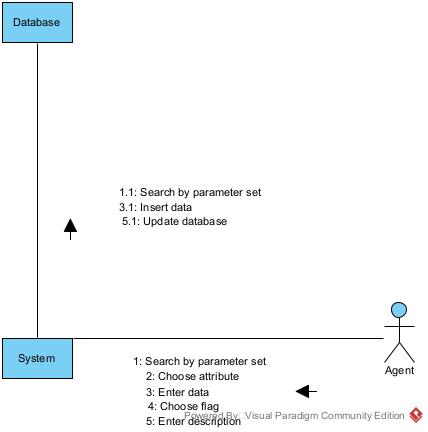 Database
1.1: Search by parameter set
3.1: Insert data
5.1: Update database
System
Agent
1: Search by parameter set
2: Choose attribute
3: Enter data
4: Choose flag
Powered By Visual Paradigm Community Edition
5: Enter description